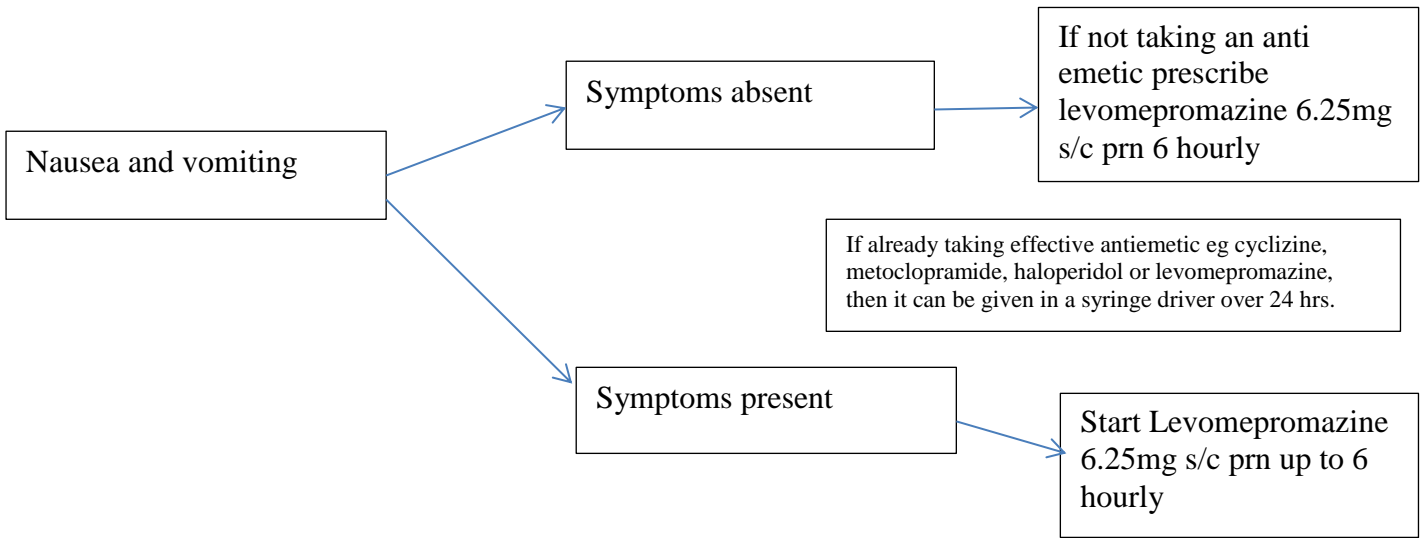 Nausea and vomiting
Symptoms absent
If not taking an anti
emetic prescribe
levomepromazine 6.25mg
s/c prn 6 hourly
If already taking effective antiemetic eg cyclizine,
metoclopramide, haloperidol or levomepromazine,
then it can be given in a syringe driver over 24 hrs.
Symptoms present
Start Levomepromazine
6.25mg s/c prn up to 6
hourly